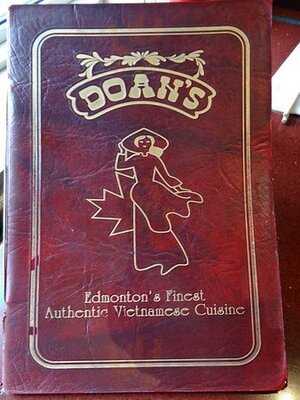 DOAN'S
Edmonton's Finest
Authentic Vietnamese Cuisine